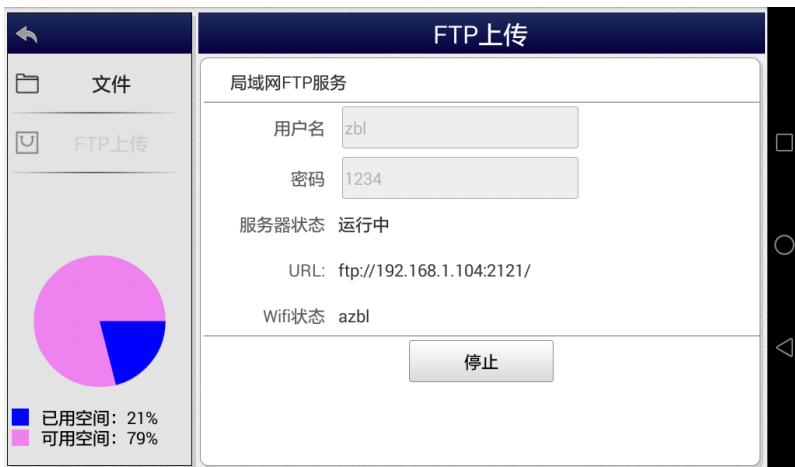 FTP上传
文件
FTP上传
已用空间：21%
可用空间：79%
局域网FTP服务
用户名 zbl
密码 1234
服务器状态 运行中
URL: ftp://192.168.1.104:2121/
Wifi状态 azbl
停止